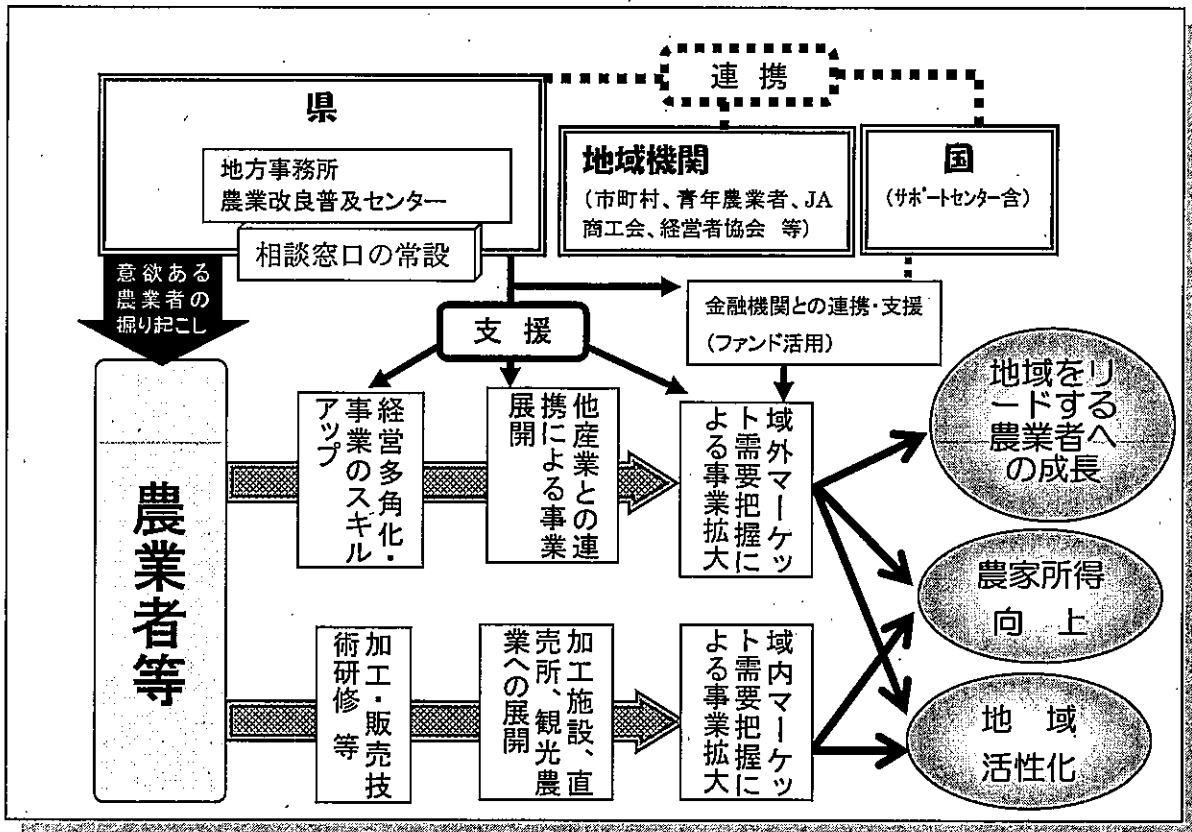 連携
県
地方事務所
農業改良普及センター
相談窓口の常設
地域機関
(市町村、青年農業者、JA
商工会、経営者協会 等)
国
(サポートセンター含)
意欲ある
農業者の
掘り起こし
支援
金融機関との連携・支援
(ファンド活用)
農業者等
経営多角化・
事業のスキル
アップ
他産業との連
携による事業
展開
域外マーケッ
ト需要把握に
よる事業拡大
加工・販売技
術研修 等
加工施設、直
売所、観光農
業への展開
域内マーケッ
ト需要把握に
よる事業拡大
地域をリ
ードする
農業者へ
の成長
農家所得
向上
地域
活性化